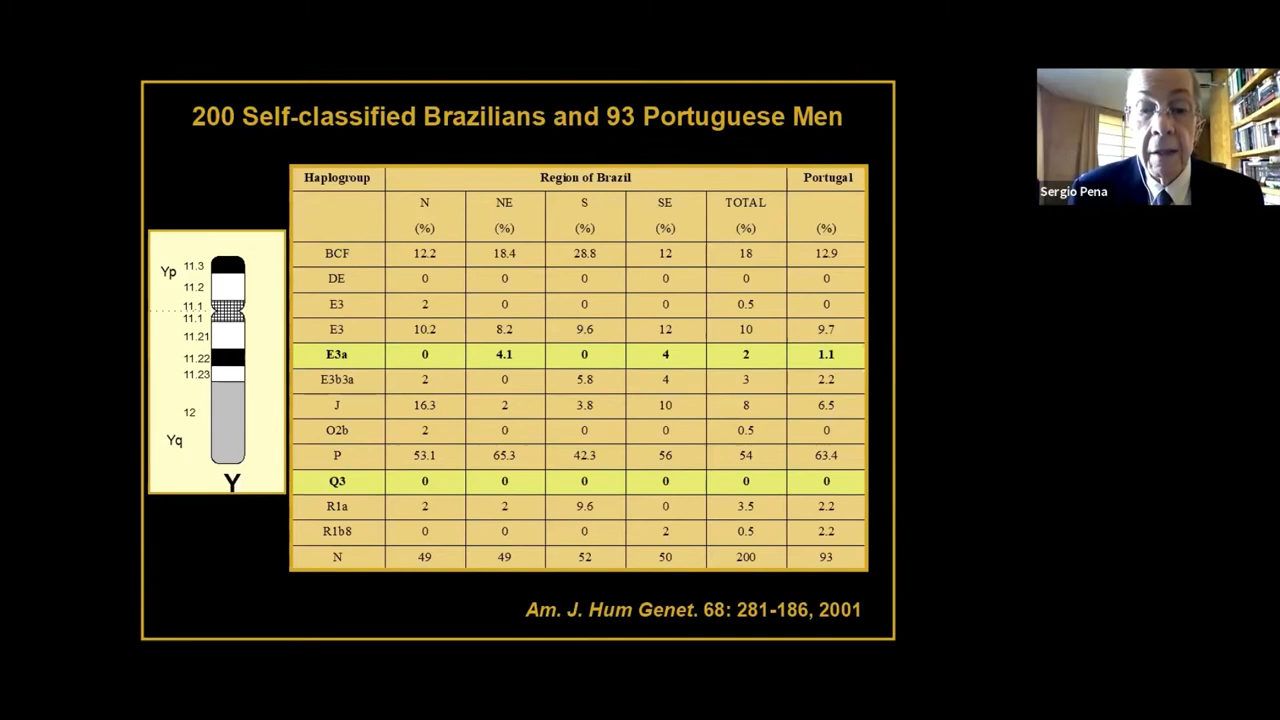 200 Self-classified Brazilians and 93 Portuguese Men
Haplogroup Region of Brazil Portugal
N NE S SE TOTAL
(%) (%) (%) (%) (%) (%)
BCF 12.2 18.4 28.8 12 18 12.9
DE 0 0 0 0 0 0
E3 2 0 0 0 0.5 0
E3 10.2 8.2 9.6 12 10 9.7
E3a 0 4.1 0 4 2 1.1
E3b3a 2 0 5.8 4 3 2.2
J 16.3 2 3.8 10 8 6.5
O2b 2 0 0 0 0.5 0
P 53.1 65.3 42.3 56 54 63.4
Q3 0 0 0 0 0 0
R1a 2 2 9.6 0 3.5 2.2
R1b8 0 0 0 2 0.5 2.2
N 49 49 52 50 200 93
Yp 11.3
11.2
11.1
11.1
11.21
11.22
11.23
12
Yq
Y
Am. J. Hum Genet. 68: 281-186, 2001
Sergio Pena